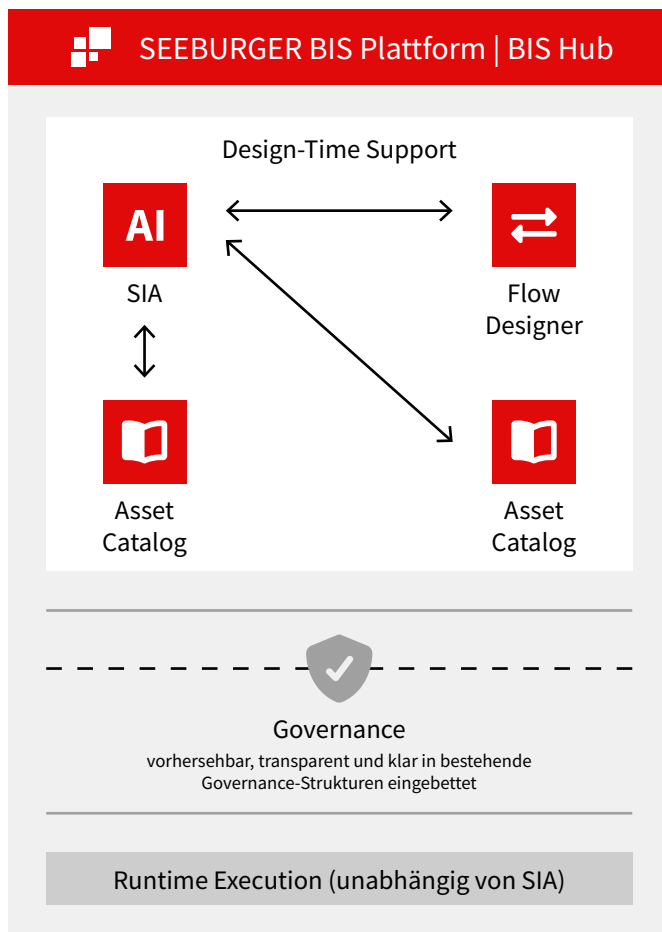 SEEBURGER BIS Plattform | BIS Hub
Design-Time Support
AI
SIA
Flow
Designer
Asset
Catalog
Asset
Catalog
Governance
vorhersehbar, transparent und klar in bestehende
Governance-Strukturen eingebettet
Runtime Execution (unabhängig von SIA)